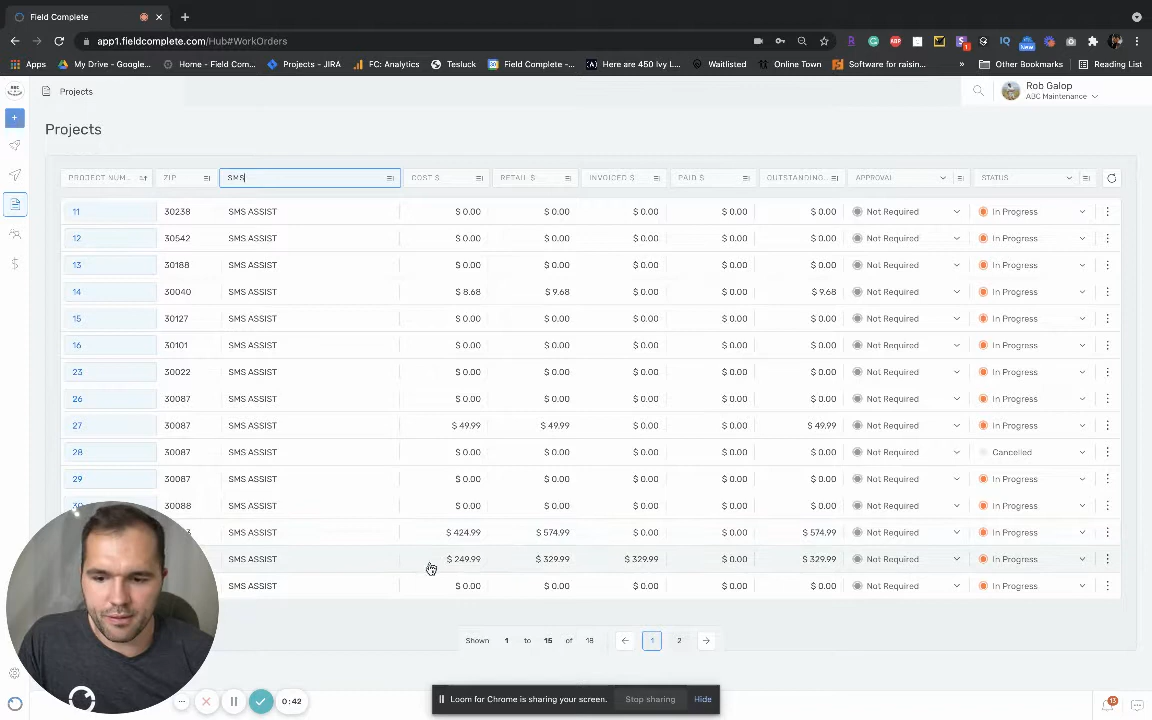 Field Complete
app1.fieldcomplete.com/Hub#WorkOrders
Apps My Drive – Google... Home - Field Com... Projects - JIRA FC: Analytics Tesluck Field Complete -... Here are 450 Ivy L... Waitlisted Online Town Software for raisin... » Other Bookmarks Reading List
Projects
Rob Galop
ABC Maintenance
Projects
PROJECT NUM... ZIP SMS COST $ RETAIL $ INVOICED $ PAID $ OUTSTANDING... APPROVAL STATUS
11 30238 SMS ASSIST $ 0.00 $ 0.00 $ 0.00 $ 0.00 $ 0.00 Not Required In Progress
12 30542 SMS ASSIST $ 0.00 $ 0.00 $ 0.00 $ 0.00 $ 0.00 Not Required In Progress
13 30188 SMS ASSIST $ 0.00 $ 0.00 $ 0.00 $ 0.00 $ 0.00 Not Required In Progress
14 30040 SMS ASSIST $ 8.68 $ 9.68 $ 0.00 $ 0.00 $ 9.68 Not Required In Progress
15 30127 SMS ASSIST $ 0.00 $ 0.00 $ 0.00 $ 0.00 $ 0.00 Not Required In Progress
16 30101 SMS ASSIST $ 0.00 $ 0.00 $ 0.00 $ 0.00 $ 0.00 Not Required In Progress
23 30022 SMS ASSIST $ 0.00 $ 0.00 $ 0.00 $ 0.00 $ 0.00 Not Required In Progress
26 30087 SMS ASSIST $ 0.00 $ 0.00 $ 0.00 $ 0.00 $ 0.00 Not Required In Progress
27 30087 SMS ASSIST $ 49.99 $ 49.99 $ 0.00 $ 0.00 $ 49.99 Not Required In Progress
28 30087 SMS ASSIST $ 0.00 $ 0.00 $ 0.00 $ 0.00 $ 0.00 Not Required Cancelled
29 30087 SMS ASSIST $ 0.00 $ 0.00 $ 0.00 $ 0.00 $ 0.00 Not Required In Progress
30088 SMS ASSIST $ 0.00 $ 0.00 $ 0.00 $ 0.00 $ 0.00 Not Required In Progress
SMS ASSIST $ 424.99 $ 574.99 $ 0.00 $ 0.00 $ 574.99 Not Required In Progress
SMS ASSIST $ 249.99 $ 329.99 $ 329.99 $ 0.00 $ 329.99 Not Required In Progress
SMS ASSIST $ 0.00 $ 0.00 $ 0.00 $ 0.00 $ 0.00 Not Required In Progress
Shown 1 to 15 of 18 1 2
0:42
Loom for Chrome is sharing your screen. Stop sharing Hide
13